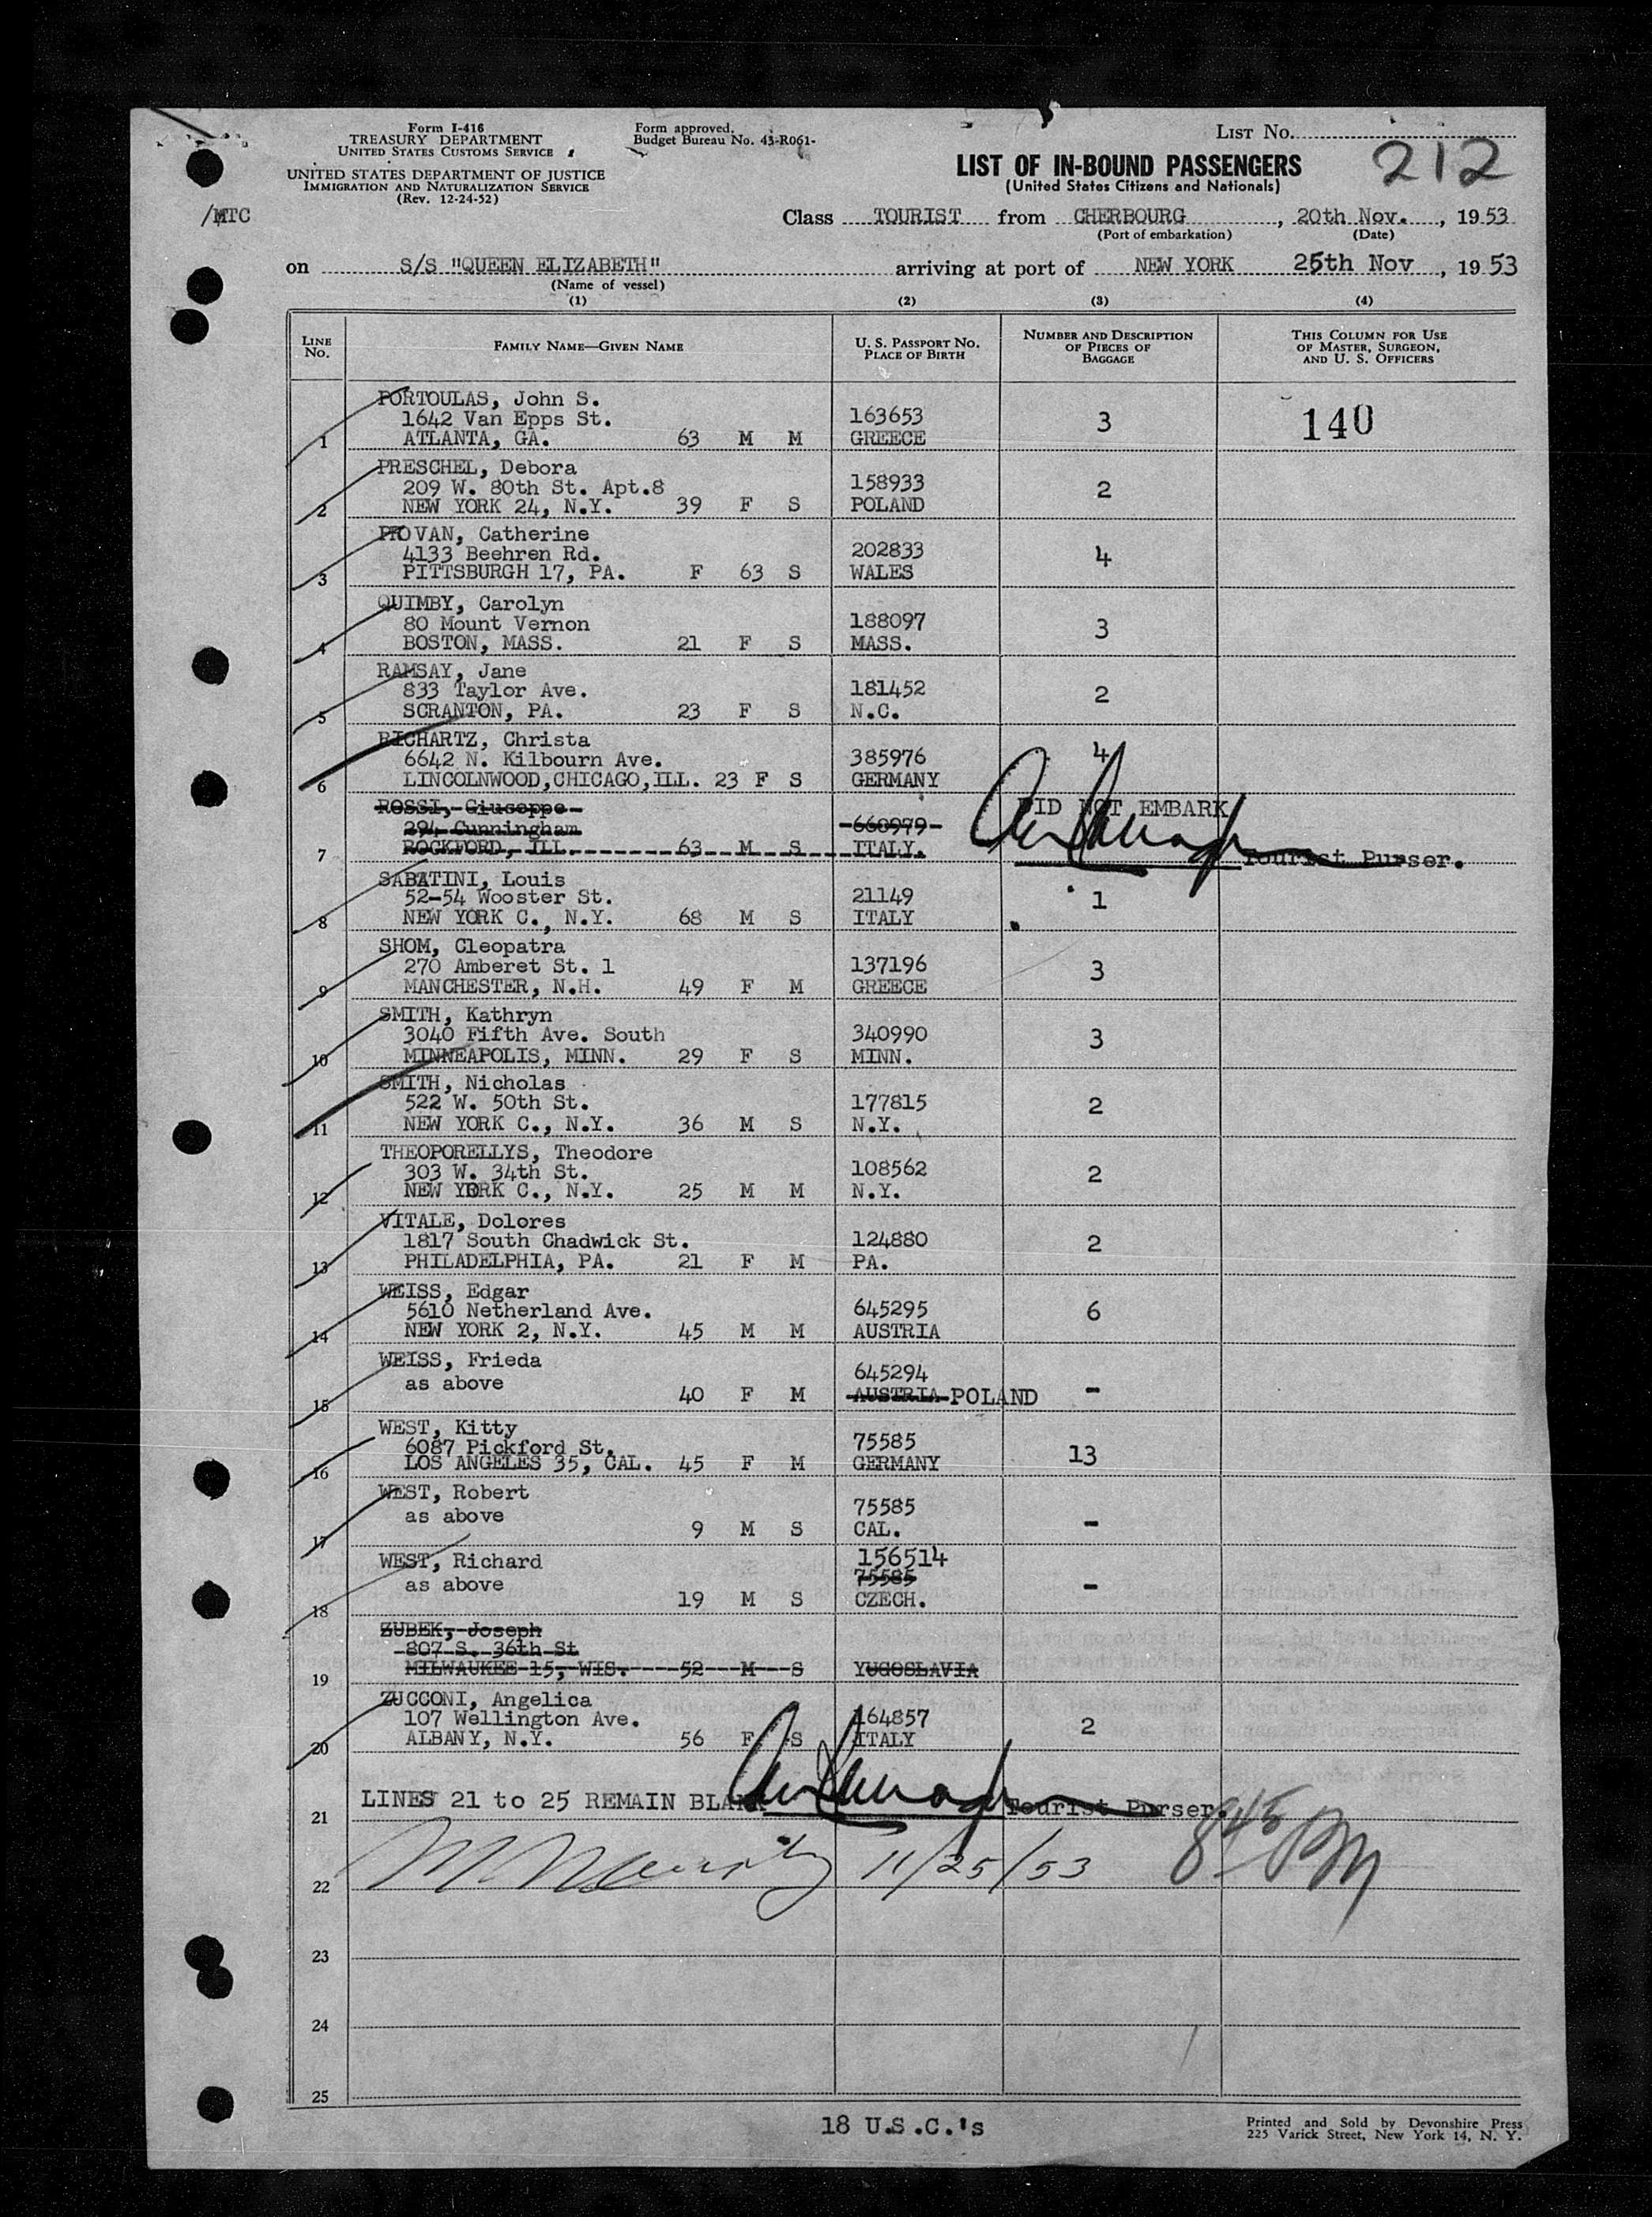 Form I-416
TREASURY DEPARTMENT
UNITED STATES CUSTOMS SERVICE
UNITED STATES DEPARTMENT OF JUSTICE
IMMIGRATION AND NATURALIZATION SERVICE
(Rev. 12-24-52)
Form approved.
Budget Bureau No. 43-R061-
LIST No.
212
LIST OF IN-BOUND PASSENGERS
(United States Citizens and Nationals)
/MTC
Class TOURIST from CHERBOURG, 20th Nov., 1953
(Port of embarkation) (Date)
on S/S "QUEEN ELIZABETH" arriving at port of NEW YORK 25th Nov, 1953
(Name of vessel)
(1) (2) (3) (4)
LINE No. FAMILY NAME—GIVEN NAME U. S. PASSPORT NO. PLACE OF BIRTH NUMBER AND DESCRIPTION OF PIECES OF BAGGAGE THIS COLUMN FOR USE OF MASTER, SURGEON, AND U. S. OFFICERS
PORTOULAS, John S.
1642 Van Epps St. 163653 3 140
1 ATLANTA, GA. 63 M M GREECE
PRESCHEL, Debora
209 W. 80th St. Apt.8 158933 2
2 NEW YORK 24, N.Y. 39 F S POLAND
PROVAN, Catherine
4133 Beehren Rd. 202833 4
3 PITTSBURGH 17, PA. F 63 S WALES
QUIMBY, Carolyn
80 Mount Vernon 188097 3
4 BOSTON, MASS. 21 F S MASS.
RAMSAY, Jane
833 Taylor Ave. 181452 2
5 SCRANTON, PA. 23 F S N.C.
RICHARTZ, Christa
6642 N. Kilbourn Ave. 385976 4
6 LINCOLNWOOD, CHICAGO, ILL. 23 F S GERMANY
ROSSI, Giuseppe DID NOT EMBARK
294 Cunningham 660979
7 ROCKFORD, ILL. 63 M S ITALY. Tourist Purser.
SABATINI, Louis
52-54 Wooster St. 21149 1
8 NEW YORK C., N.Y. 68 M S ITALY
SHOM, Cleopatra
270 Amberet St. 1 137196 3
9 MANCHESTER, N.H. 49 F M GREECE
SMITH, Kathryn
3040 Fifth Ave. South 340990 3
10 MINNEAPOLIS, MINN. 29 F S MINN.
SMITH, Nicholas
522 W. 50th St. 177815 2
11 NEW YORK C., N.Y. 36 M S N.Y.
THEOPORELLYS, Theodore
303 W. 34th St. 108562 2
12 NEW YORK C., N.Y. 25 M M N.Y.
VITALE, Dolores
1817 South Chadwick St. 124880 2
13 PHILADELPHIA, PA. 21 F M PA.
WEISS, Edgar
5610 Netherland Ave. 645295 6
14 NEW YORK 2, N.Y. 45 M M AUSTRIA
WEISS, Frieda 645294
as above
15 40 F M AUSTRIA POLAND -
WEST, Kitty
6087 Pickford St. 75585 13
16 LOS ANGELES 35, CAL. 45 F M GERMANY
WEST, Robert 75585
as above
17 9 M S CAL. -
WEST, Richard 156514
as above 75585 -
18 19 M S CZECH.
ZUBEK, Joseph
807 S. 36th St
19 MILWAUKEE 15, WIS. 52 M S YUGOSLAVIA
ZUCCONI, Angelica
107 Wellington Ave. 164857 2
20 ALBANY, N.Y. 56 F S ITALY
LINES 21 to 25 REMAIN BLANK Tourist Purser.
21
11/25/53 8 45 PM
22
23
24
25
18 U.S.C.'s
Printed and Sold by Devonshire Press
225 Varick Street, New York 14, N. Y.